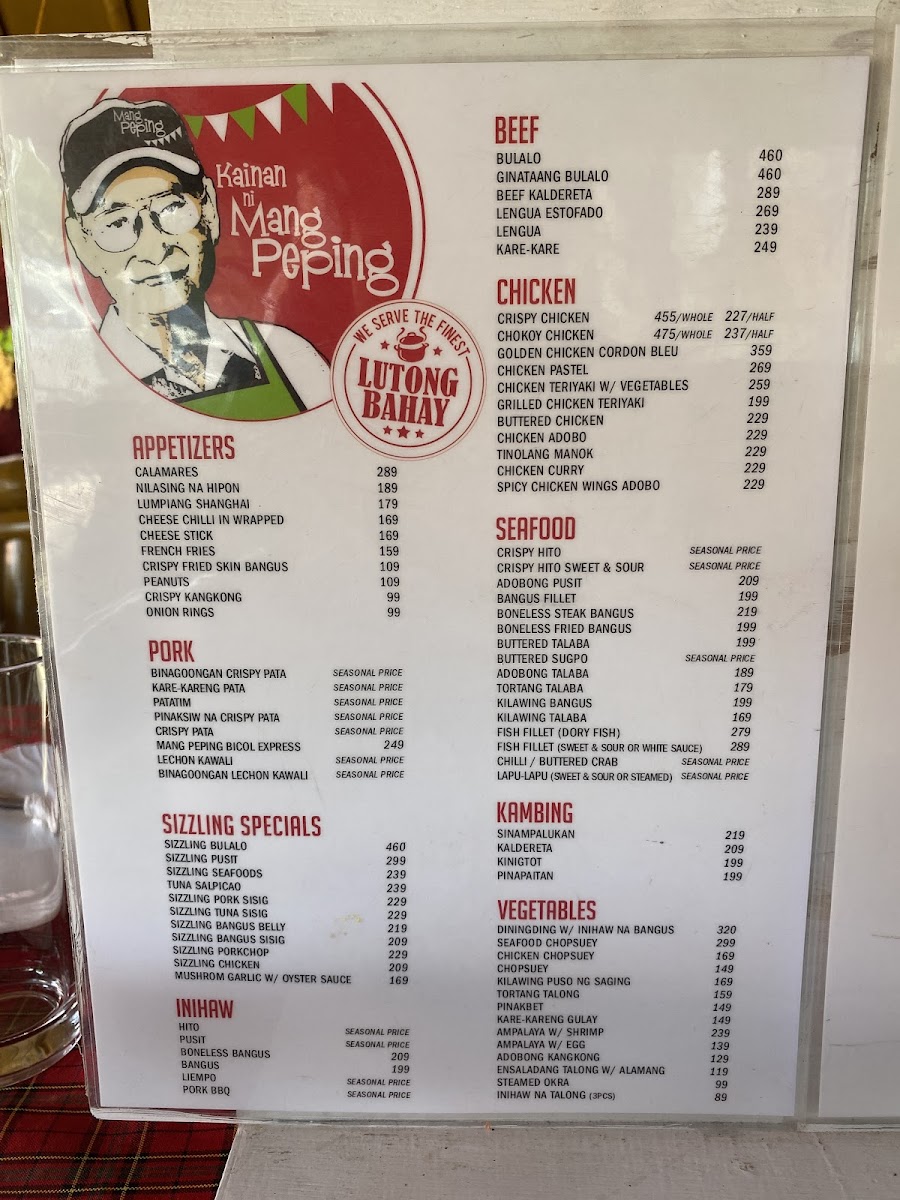 Mang
Peping
Kainan
ni
Mang
Peping
WE SERVE THE FINEST
LUTONG
BAHAY
APPETIZERS
CALAMARES 289
NILASING NA HIPON 189
LUMPIANG SHANGHAI 179
CHEESE CHILLI IN WRAPPED 169
CHEESE STICK 169
FRENCH FRIES 159
CRISPY FRIED SKIN BANGUS 109
PEANUTS 109
CRISPY KANGKONG 99
ONION RINGS 99
PORK
BINAGOONGAN CRISPY PATA SEASONAL PRICE
KARE-KARENG PATA SEASONAL PRICE
PATATIM SEASONAL PRICE
PINAKSIW NA CRISPY PATA SEASONAL PRICE
CRISPY PATA SEASONAL PRICE
MANG PEPING BICOL EXPRESS 249
LECHON KAWALI SEASONAL PRICE
BINAGOONGAN LECHON KAWALI SEASONAL PRICE
SIZZLING SPECIALS
SIZZLING BULALO 460
SIZZLING PUSIT 299
SIZZLING SEAFOODS 239
TUNA SALPICAO 239
SIZZLING PORK SISIG 229
SIZZLING TUNA SISIG 229
SIZZLING BANGUS BELLY 219
SIZZLING BANGUS SISIG 209
SIZZLING PORKCHOP 229
SIZZLING CHICKEN 209
MUSHROM GARLIC W/ OYSTER SAUCE 169
INIHAW
HITO SEASONAL PRICE
PUSIT SEASONAL PRICE
BONELESS BANGUS 209
BANGUS 199
LIEMPO SEASONAL PRICE
PORK BBQ SEASONAL PRICE
BEEF
BULALO 460
GINATAANG BULALO 460
BEEF KALDERETA 289
LENGUA ESTOFADO 269
LENGUA 239
KARE-KARE 249
CHICKEN
CRISPY CHICKEN 455/WHOLE 227/HALF
CHOKOY CHICKEN 475/WHOLE 237/HALF
GOLDEN CHICKEN CORDON BLEU 359
CHICKEN PASTEL 269
CHICKEN TERIYAKI W/ VEGETABLES 259
GRILLED CHICKEN TERIYAKI 199
BUTTERED CHICKEN 229
CHICKEN ADOBO 229
TINOLANG MANOK 229
CHICKEN CURRY 229
SPICY CHICKEN WINGS ADOBO 229
SEAFOOD
CRISPY HITO SEASONAL PRICE
CRISPY HITO SWEET & SOUR SEASONAL PRICE
ADOBONG PUSIT 209
BANGUS FILLET 199
BONELESS STEAK BANGUS 219
BONELESS FRIED BANGUS 199
BUTTERED TALABA 199
BUTTERED SUGPO SEASONAL PRICE
ADOBONG TALABA 189
TORTANG TALABA 179
KILAWING BANGUS 199
KILAWING TALABA 169
FISH FILLET (DORY FISH) 279
FISH FILLET (SWEET & SOUR OR WHITE SAUCE) 289
CHILLI / BUTTERED CRAB SEASONAL PRICE
LAPU-LAPU (SWEET & SOUR OR STEAMED) SEASONAL PRICE
KAMBING
SINAMPALUKAN 219
KALDERETA 209
KINIGTOT 199
PINAPAITAN 199
VEGETABLES
DININGDING W/ INIHAW NA BANGUS 320
SEAFOOD CHOPSUEY 299
CHICKEN CHOPSUEY 169
CHOPSUEY 149
KILAWING PUSO NG SAGING 169
TORTANG TALONG 159
PINAKBET 149
KARE-KARENG GULAY 149
AMPALAYA W/ SHRIMP 239
AMPALAYA W/ EGG 139
ADOBONG KANGKONG 129
ENSALADANG TALONG W/ ALAMANG 119
STEAMED OKRA 99
INIHAW NA TALONG (3PCS) 89